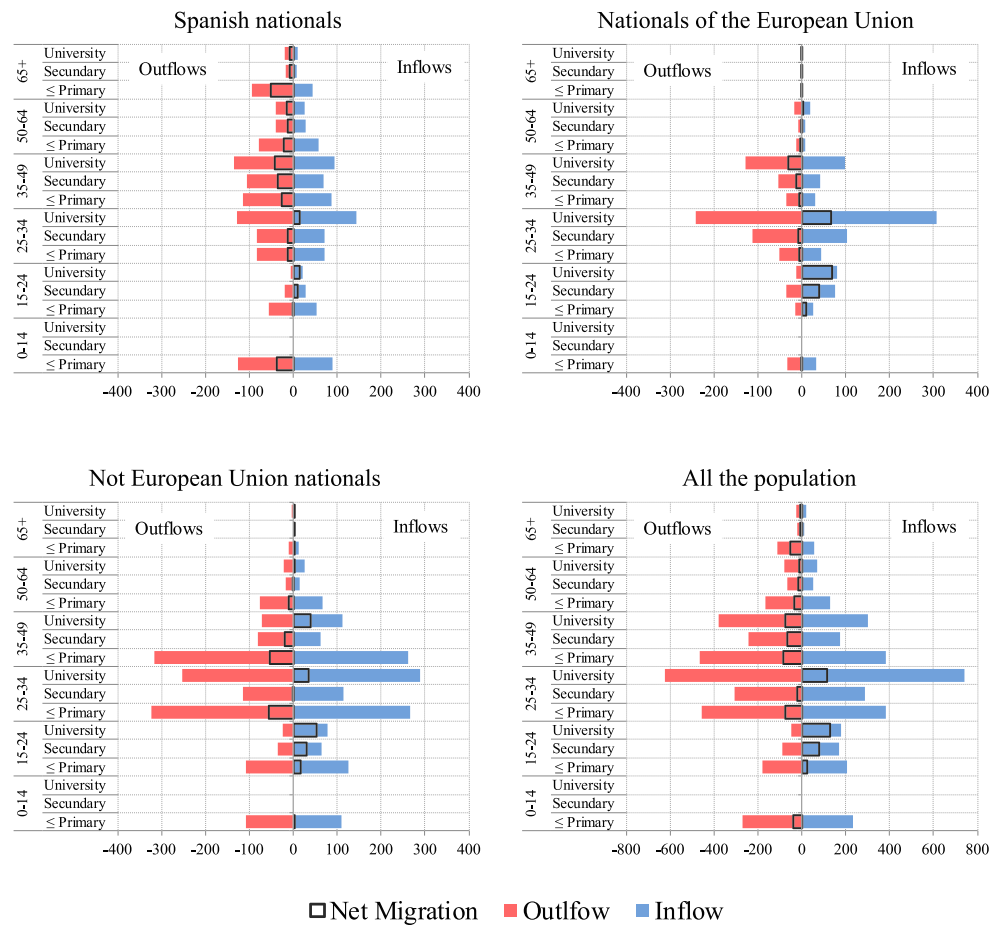 Spanish nationals
Outflows
Inflows
65+
University
Secundary
≤ Primary
50-64
University
Secundary
≤ Primary
35-49
University
Secundary
≤ Primary
25-34
University
Secundary
≤ Primary
15-24
University
Secundary
≤ Primary
0-14
University
Secundary
≤ Primary
-400 -300 -200 -100 0 100 200 300 400
Nationals of the European Union
Outflows
Inflows
65+
University
Secundary
≤ Primary
50-64
University
Secundary
≤ Primary
35-49
University
Secundary
≤ Primary
25-34
University
Secundary
≤ Primary
15-24
University
Secundary
≤ Primary
0-14
University
Secundary
≤ Primary
-400 -300 -200 -100 0 100 200 300 400
Not European Union nationals
Outflows
Inflows
65+
University
Secundary
≤ Primary
50-64
University
Secundary
≤ Primary
35-49
University
Secundary
≤ Primary
25-34
University
Secundary
≤ Primary
15-24
University
Secundary
≤ Primary
0-14
University
Secundary
≤ Primary
-400 -300 -200 -100 0 100 200 300 400
All the population
Outflows
Inflows
65+
University
Secundary
≤ Primary
50-64
University
Secundary
≤ Primary
35-49
University
Secundary
≤ Primary
25-34
University
Secundary
≤ Primary
15-24
University
Secundary
≤ Primary
0-14
University
Secundary
≤ Primary
-800 -600 -400 -200 0 200 400 600 800
Net Migration Outlfow Inflow